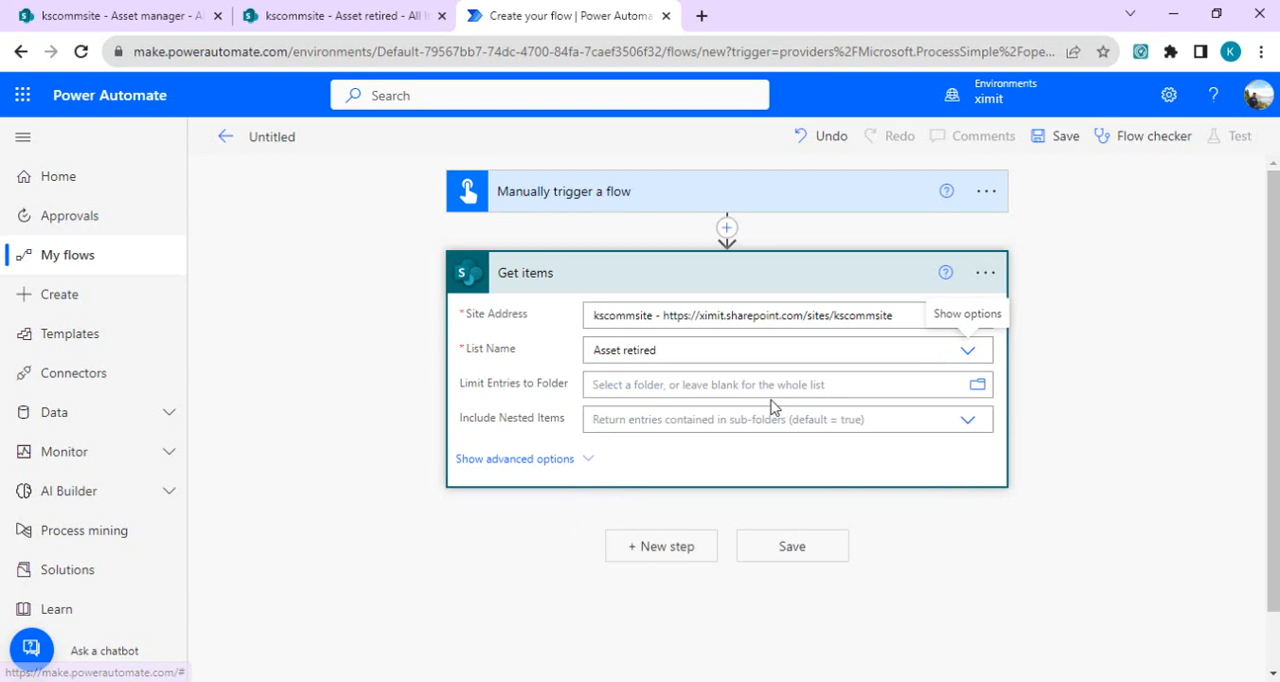 kscommsite - Asset manager - Al
kscommsite - Asset retired - All I
Create your flow | Power Automa
make.powerautomate.com/environments/Default-79567bb7-74dc-4700-84fa-7caef3506f32/flows/new?trigger=providers%2FMicrosoft.ProcessSimple%2Fope...
K
Power Automate
Search
Environments
ximit
Untitled
Undo
Redo
Comments
Save
Flow checker
Test
Home
Approvals
My flows
Create
Templates
Connectors
Data
Monitor
AI Builder
Process mining
Solutions
Learn
Ask a chatbot
https://make.powerautomate.com/#
Manually trigger a flow
S
Get items
*Site Address
kscommsite - https://ximit.sharepoint.com/sites/kscommsite
Show options
*List Name
Asset retired
Limit Entries to Folder
Select a folder, or leave blank for the whole list
Include Nested Items
Return entries contained in sub-folders (default = true)
Show advanced options
+ New step
Save